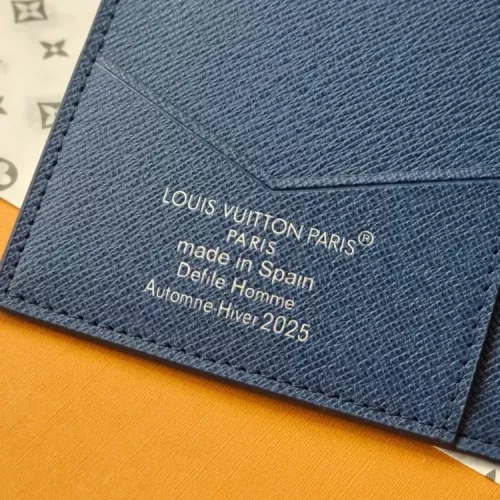 LOUIS VUITTON PARIS®
PARIS
made in Spain
Defile Homme
Automne-Hiver 2025